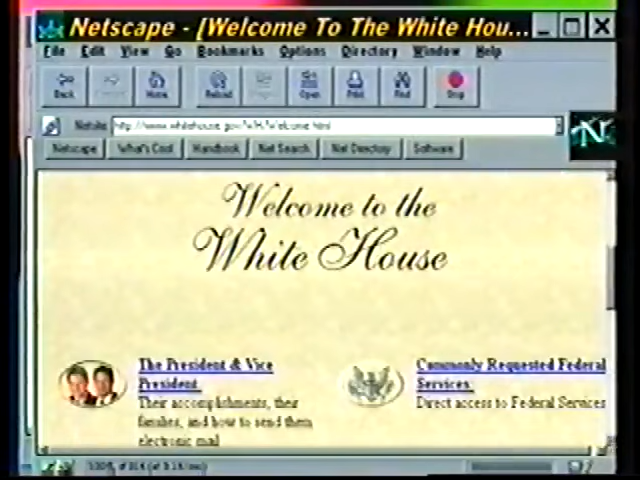 Netscape - [Welcome To The White Hou...
File Edit View Go Bookmarks Options Directory Window Help
Back Home Reload Open Print Find Stop
Netsite: http://www.whitehouse.gov/WH/Welcome.html
N
Netscape What's Cool Handbook Net Search Net Directory Software
Welcome to the
White House
The President & Vice
President:
Their accomplishments, their
families, and how to send them
electronic mail
Commonly Requested Federal
Services:
Direct access to Federal Services